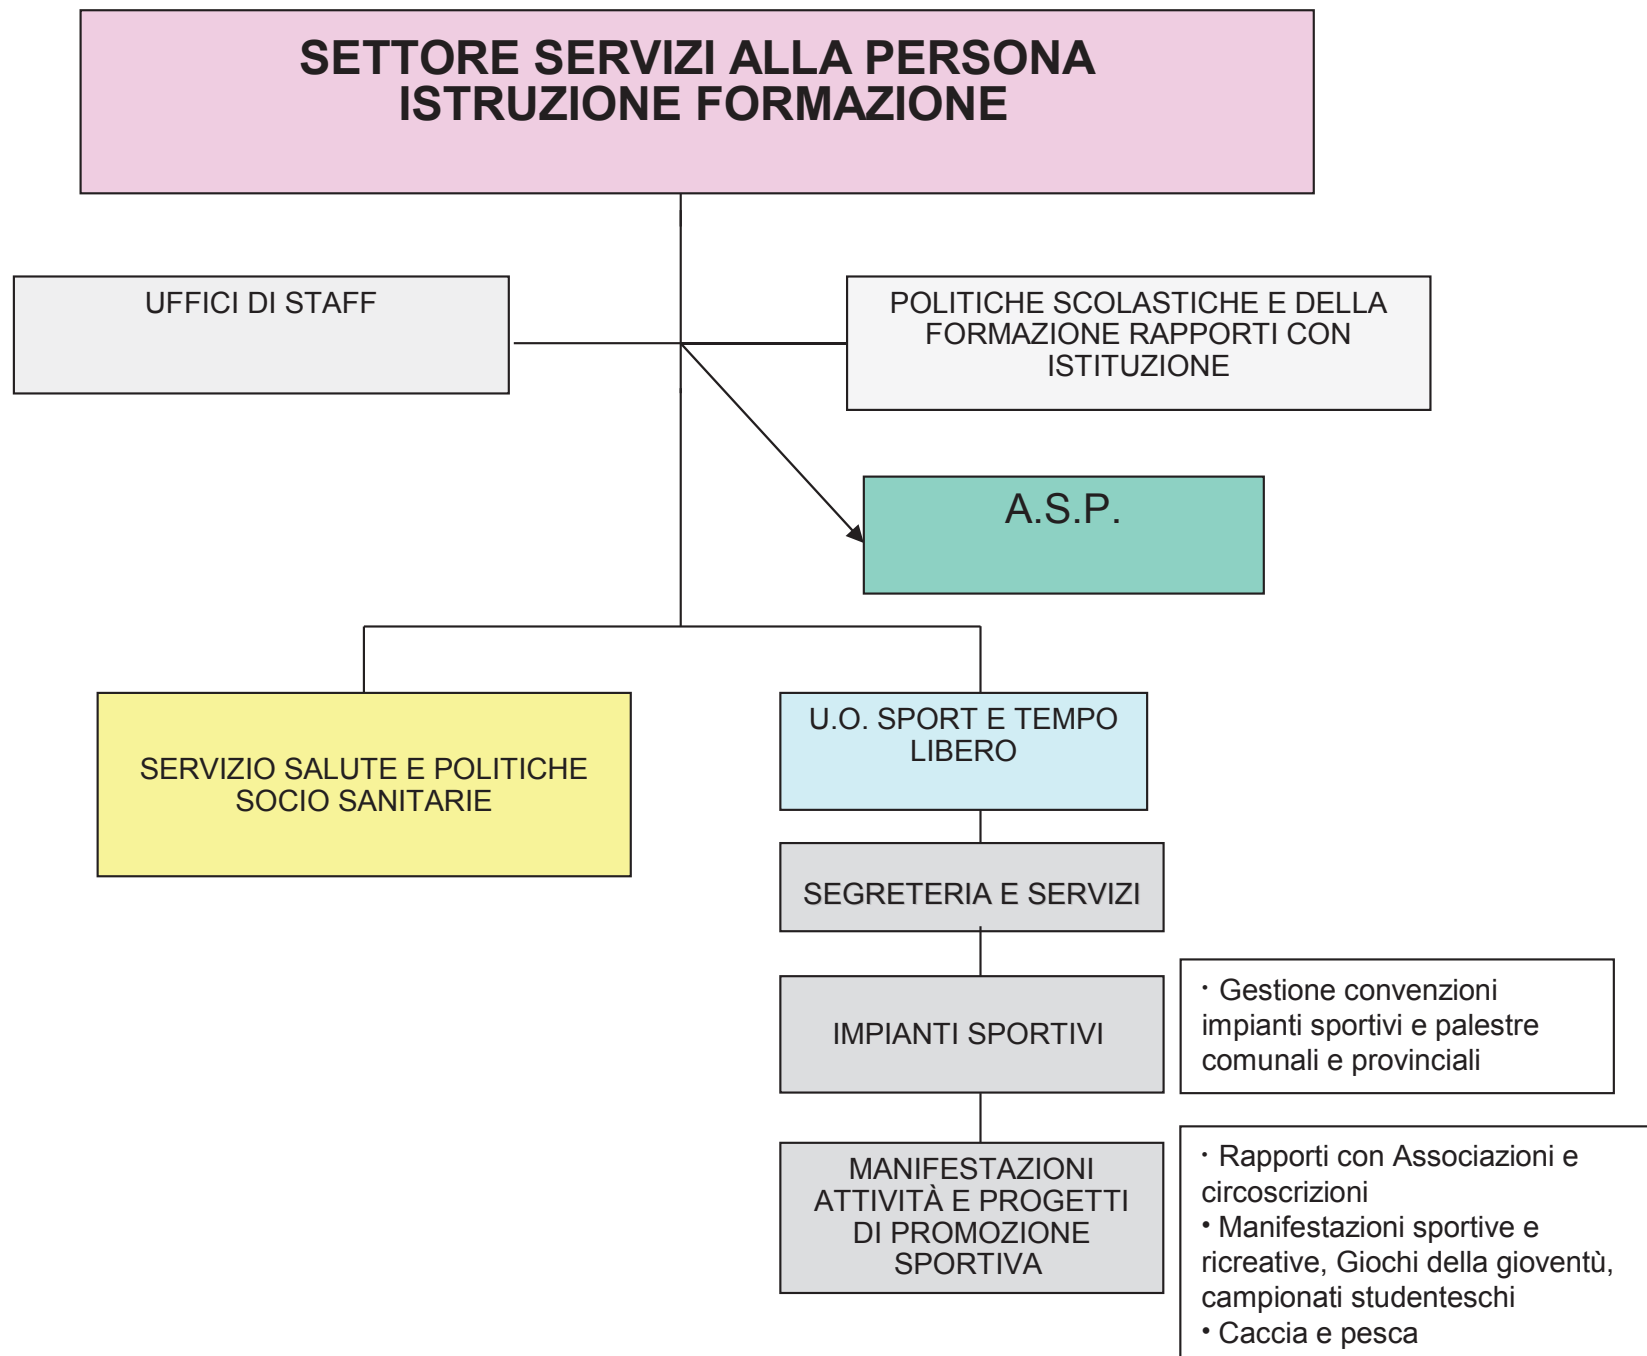 SETTORE SERVIZI ALLA PERSONA
ISTRUZIONE FORMAZIONE
UFFICI DI STAFF
POLITICHE SCOLASTICHE E DELLA
FORMAZIONE RAPPORTI CON
ISTITUZIONE
A.S.P.
SERVIZIO SALUTE E POLITICHE
SOCIO SANITARIE
U.O. SPORT E TEMPO
LIBERO
SEGRETERIA E SERVIZI
IMPIANTI SPORTIVI
· Gestione convenzioni
impianti sportivi e palestre
comunali e provinciali
MANIFESTAZIONI
ATTIVITÀ E PROGETTI
DI PROMOZIONE
SPORTIVA
· Rapporti con Associazioni e
circoscrizioni
• Manifestazioni sportive e
ricreative, Giochi della gioventù,
campionati studenteschi
• Caccia e pesca